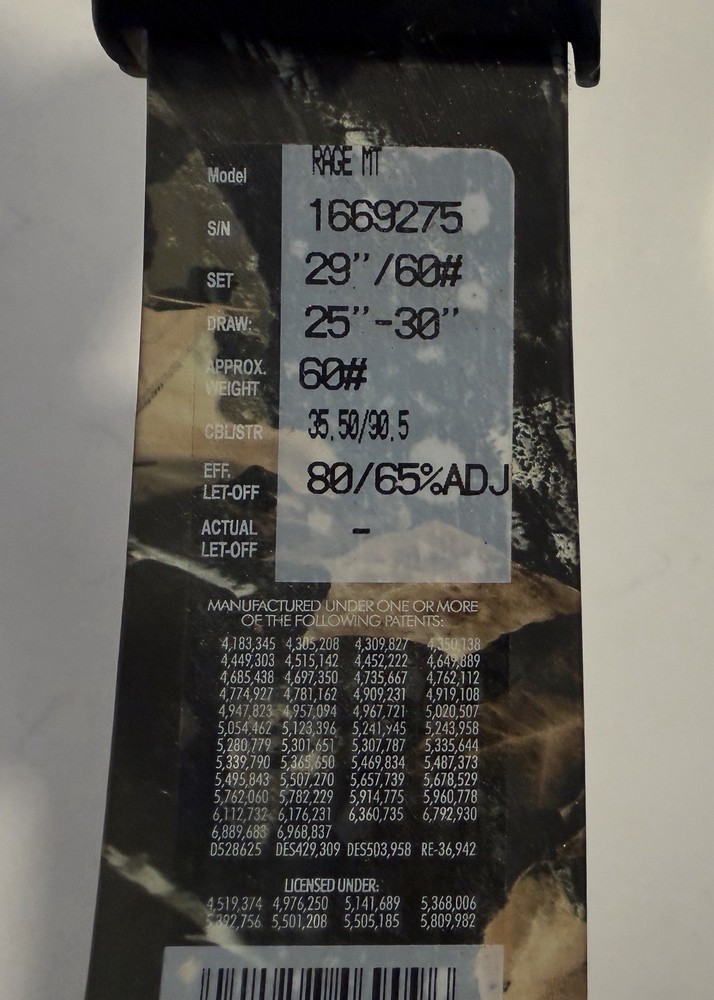 Model RAGE MT
S/N 1669275
SET 29"/60#
DRAW: 25"-30"
APPROX. WEIGHT 60#
CBL/STR 35.50/90.5
EFF. LET-OFF 80/65%ADJ
ACTUAL LET-OFF -
MANUFACTURED UNDER ONE OR MORE
OF THE FOLLOWING PATENTS:
4,183,345 4,305,208 4,309,827 4,350,138
4,449,303 4,515,142 4,452,222 4,649,889
4,685,438 4,697,350 4,735,667 4,762,112
4,774,927 4,781,162 4,909,231 4,919,108
4,947,823 4,957,094 4,967,721 5,020,507
5,054,462 5,123,396 5,241,945 5,243,958
5,280,779 5,301,651 5,307,787 5,335,644
5,339,790 5,365,650 5,469,834 5,487,373
5,495,843 5,507,270 5,657,739 5,678,529
5,762,060 5,782,229 5,914,775 5,960,778
6,112,732 6,176,231 6,360,735 6,792,930
6,889,683 6,968,837
D528625 DES429,309 DES503,958 RE-36,942
LICENSED UNDER:
4,519,374 4,976,250 5,141,689 5,368,006
5,392,756 5,501,208 5,505,185 5,809,982